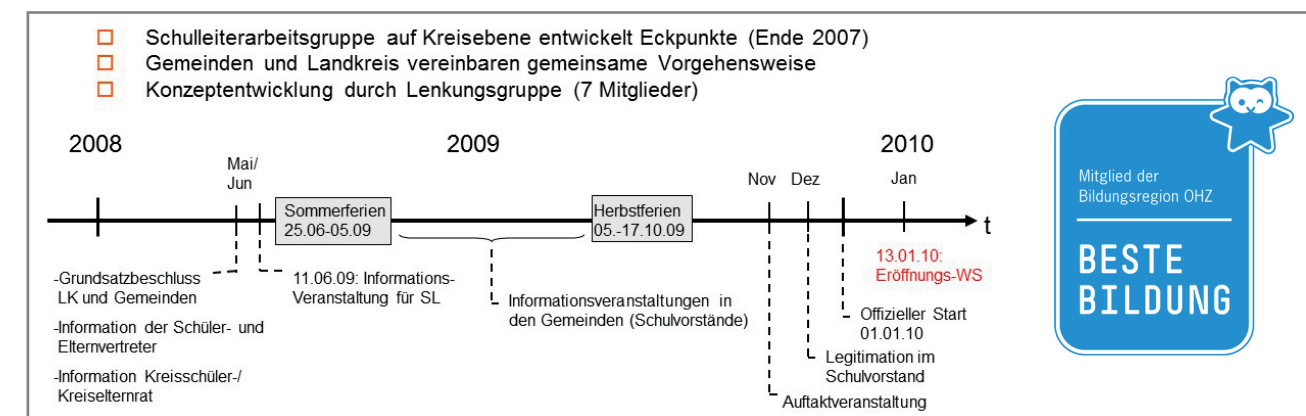 Schulleiterarbeitsgruppe auf Kreisebene entwickelt Eckpunkte (Ende 2007)
Gemeinden und Landkreis vereinbaren gemeinsame Vorgehensweise
Konzeptentwicklung durch Lenkungsgruppe (7 Mitglieder)
2008
2009
2010
Mai/
Jun
Nov
Dez
Jan
Sommerferien
25.06-05.09
Herbstferien
05.-17.10.09
t
-Grundsatzbeschluss
LK und Gemeinden
-Information der Schüler- und
Elternvertreter
-Information Kreisschüler-/
Kreiselternrat
11.06.09: Informations-
Veranstaltung für SL
Informationsveranstaltungen in
den Gemeinden (Schulvorstände)
13.01.10:
Eröffnungs-WS
Offizieller Start
01.01.10
Legitimation im
Schulvorstand
Auftaktveranstaltung
Mitglied der
Bildungsregion OHZ
BESTE
BILDUNG